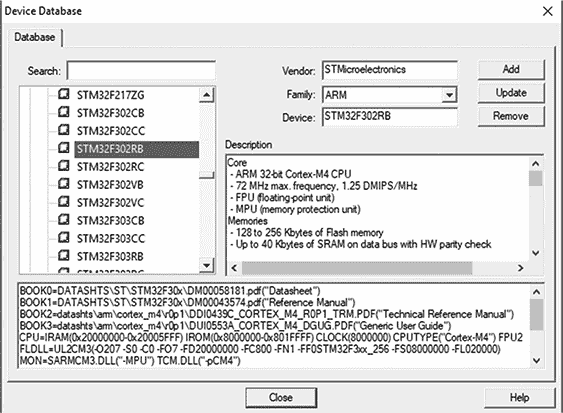 Device Database
Database
Search:
STM32F217ZG
STM32F302CB
STM32F302CC
STM32F302RB
STM32F302RC
STM32F302VB
STM32F302VC
STM32F303CB
STM32F303CC
STM32F303RB
Vendor: STMicroelectronics
Family: ARM
Device: STM32F302RB
Add
Update
Remove
Description
Core
- ARM 32-bit Cortex-M4 CPU
- 72 MHz max. frequency, 1.25 DMIPS/MHz
- FPU (floating-point unit)
- MPU (memory protection unit)
Memories
- 128 to 256 Kbytes of Flash memory
- Up to 40 Kbytes of SRAM on data bus with HW parity check
BOOK0=DATASHTS\ST\STM32F30x\DM00058181.pdf("Datasheet")
BOOK1=DATASHTS\ST\STM32F30x\DM00043574.pdf("Reference Manual")
BOOK2=datashts\arm\cortex_m4\r0p1\DDI0439C_CORTEX_M4_R0P1_TRM.PDF("Technical Reference Manual")
BOOK3=datashts\arm\cortex_m4\r0p1\DUI0553A_CORTEX_M4_DGUG.PDF("Generic User Guide")
CPU=IRAM(0x20000000-0x20005FFF) IROM(0x8000000-0x801FFFF) CLOCK(8000000) CPUTYPE("Cortex-M4") FPU2
FLDLL=UL2CM3(-O207 -S0 -C0 -FO7 -FD20000000 -FC800 -FN1 -FF0STM32F3xx_256 -FS08000000 -FL020000)
MON=SARMCM3.DLL("-MPU") TCM.DLL("-pCM4")
Close
Help